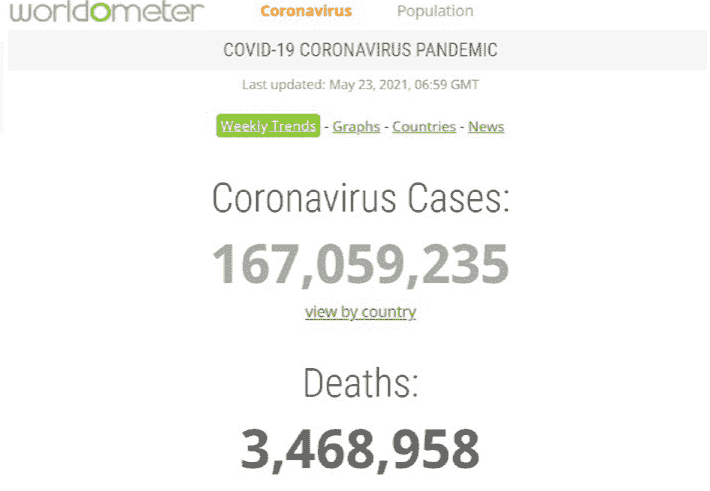 worldometer Coronavirus Population
COVID-19 CORONAVIRUS PANDEMIC
Last updated: May 23, 2021, 06:59 GMT
Weekly Trends - Graphs - Countries - News
Coronavirus Cases:
167,059,235
view by country
Deaths:
3,468,958